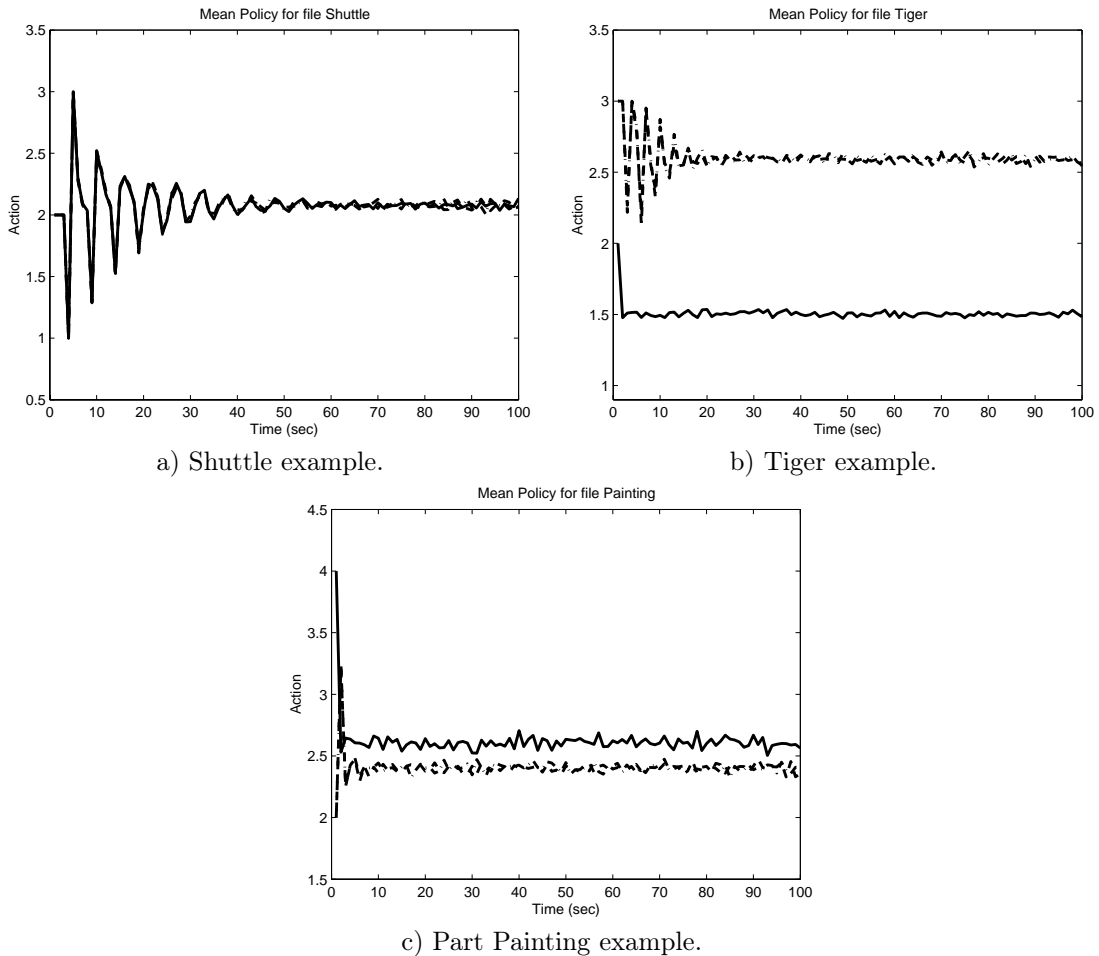 Mean Policy for file Shuttle
3.5
3
2.5
2
1.5
1
0.5
Action
0 10 20 30 40 50 60 70 80 90 100
Time (sec)
a) Shuttle example.
Mean Policy for file Tiger
3.5
3
2.5
2
1.5
1
Action
0 10 20 30 40 50 60 70 80 90 100
Time (sec)
b) Tiger example.
Mean Policy for file Painting
4.5
4
3.5
3
2.5
2
1.5
Action
0 10 20 30 40 50 60 70 80 90 100
Time (sec)
c) Part Painting example.